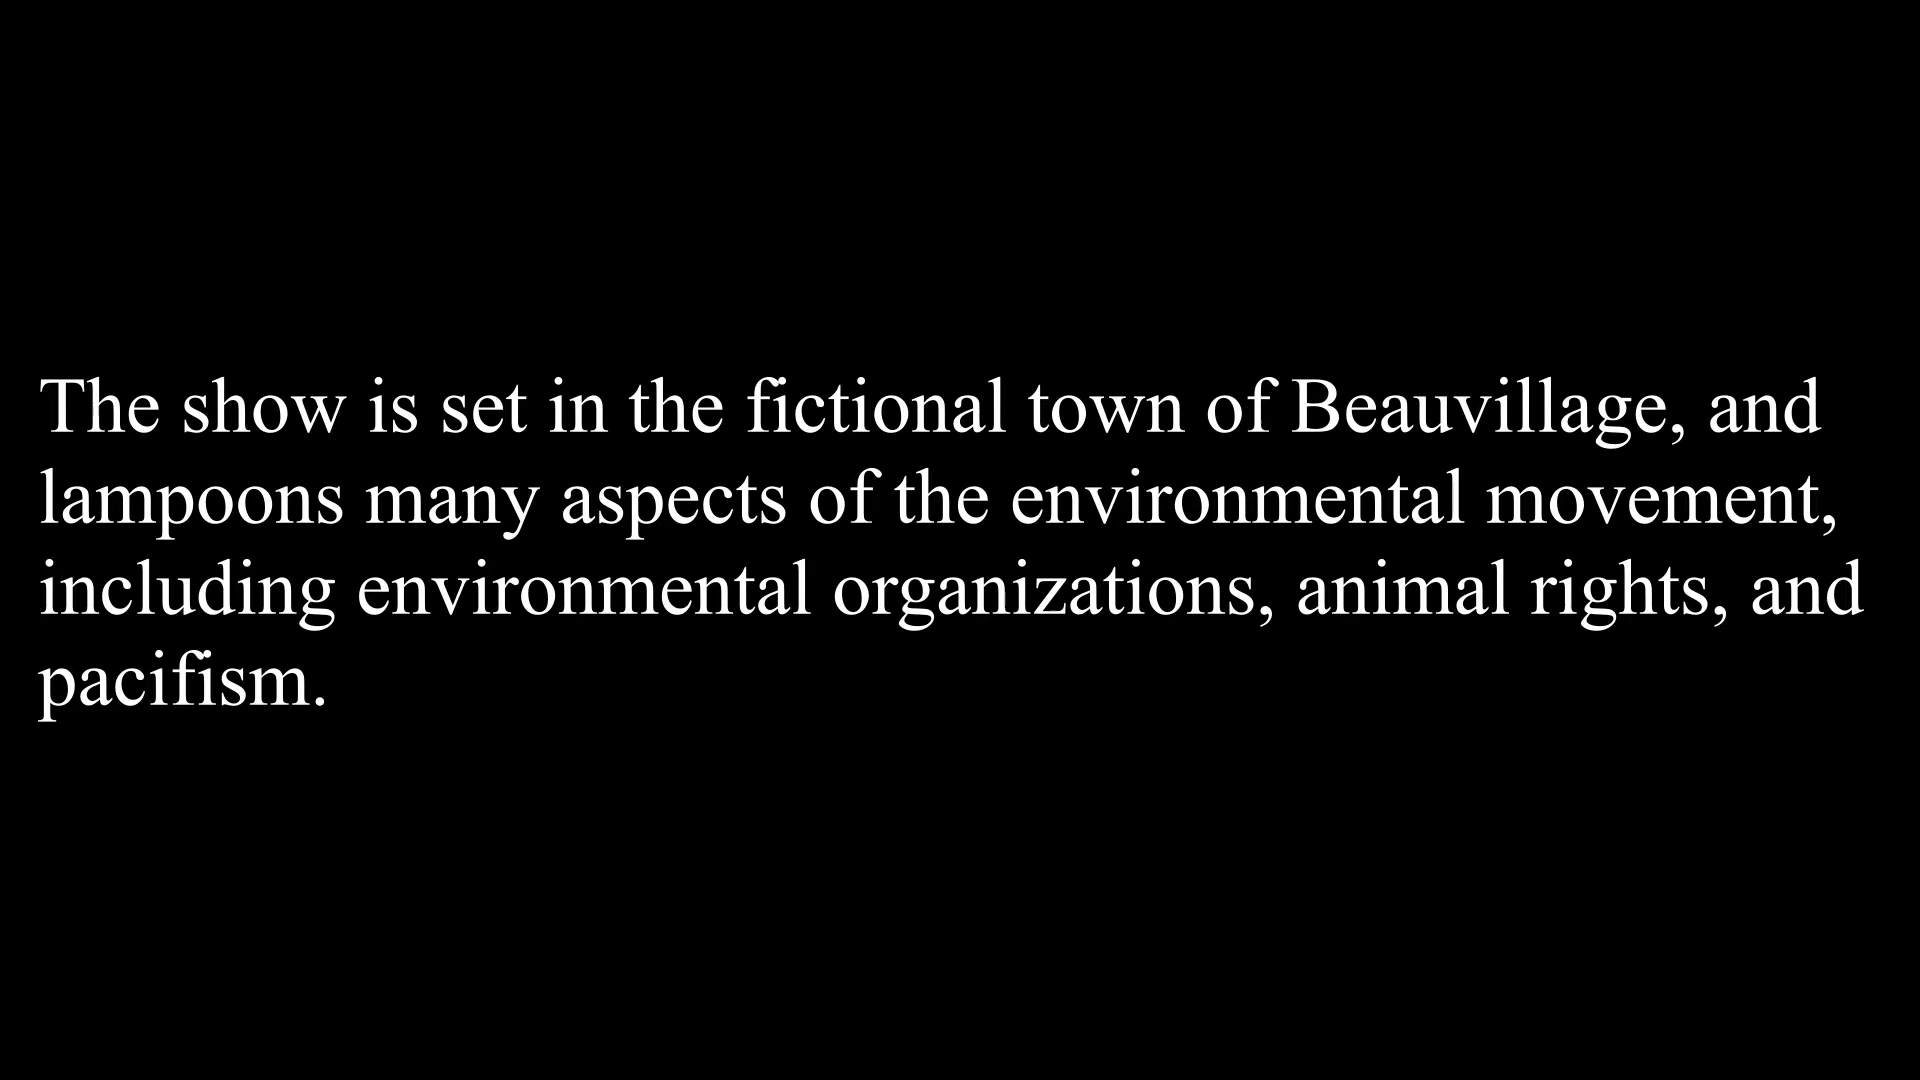 The show is set in the fictional town of Beauvillage, and
lampoons many aspects of the environmental movement,
including environmental organizations, animal rights, and
pacifism.